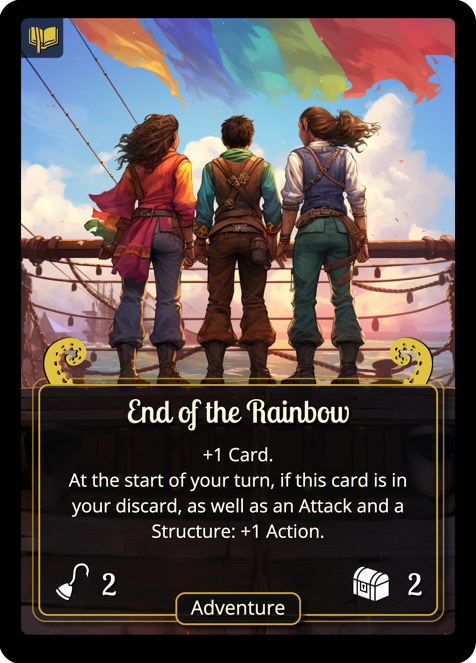 End of the Rainbow
+1 Card.
At the start of your turn, if this card is in
your discard, as well as an Attack and a
Structure: +1 Action.
2
2
Adventure